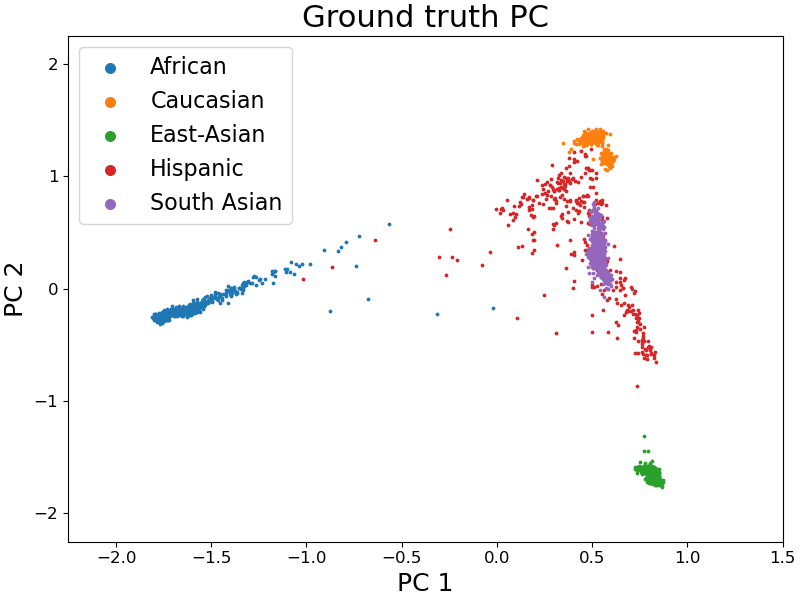 Ground truth PC
African
Caucasian
East-Asian
Hispanic
South Asian
PC 2
2
1
0
−1
−2
−2.0 −1.5 −1.0 −0.5 0.0 0.5 1.0 1.5
PC 1